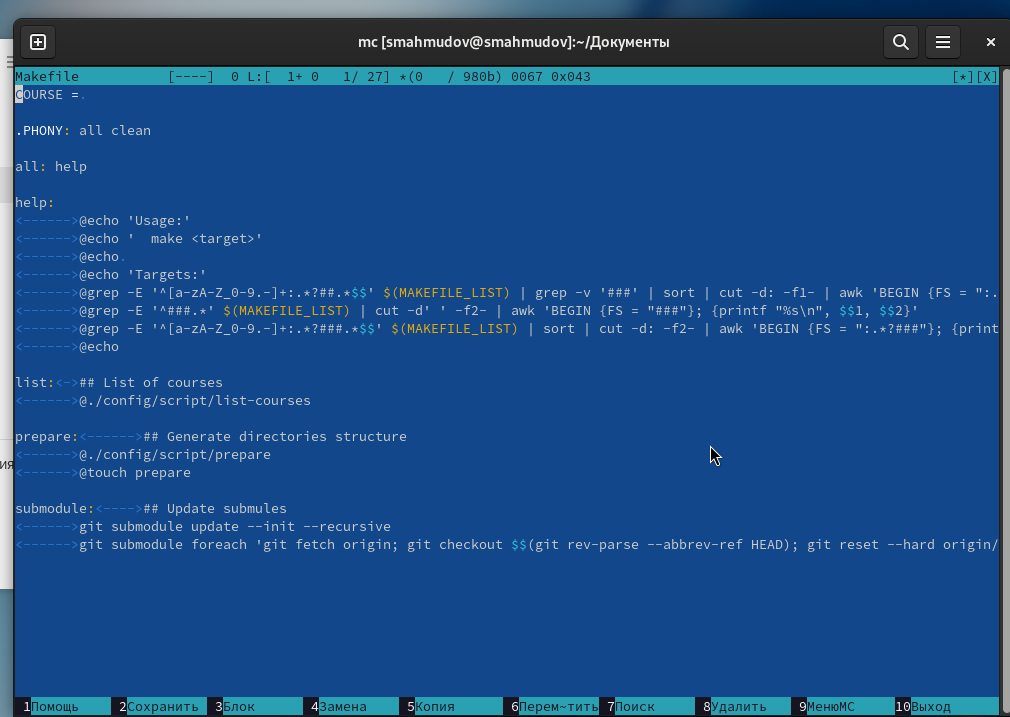 mc [smahmudov@smahmudov]:~/Документы
Makefile [----] 0 L:[ 1+ 0 1/ 27] *(0 / 980b) 0067 0x043 [*][X]
COURSE =.
.PHONY: all clean
all: help
help:
<------>@echo 'Usage:'
<------>@echo '  make <target>'
<------>@echo.
<------>@echo 'Targets:'
<------>@grep -E '^[a-zA-Z_0-9.-]+:.*?##.*$$' $(MAKEFILE_LIST) | grep -v '###' | sort | cut -d: -f1- | awk 'BEGIN {FS = ":.
<------>@grep -E '^###.*' $(MAKEFILE_LIST) | cut -d' ' -f2- | awk 'BEGIN {FS = "###"}; {printf "%s\n", $$1, $$2}'
<------>@grep -E '^[a-zA-Z_0-9.-]+:.*?###.*$$' $(MAKEFILE_LIST) | sort | cut -d: -f2- | awk 'BEGIN {FS = ":.*?###"}; {print
<------>@echo
list:<->## List of courses
<------>@./config/script/list-courses
prepare:<------>## Generate directories structure
<------>@./config/script/prepare
<------>@touch prepare
submodule:<---->## Update submules
<------>git submodule update --init --recursive
<------>git submodule foreach 'git fetch origin; git checkout $$(git rev-parse --abbrev-ref HEAD); git reset --hard origin/
ия
1Помощь 2Сохранить 3Блок 4Замена 5Копия 6Перем~тить 7Поиск 8Удалить 9МенюМС 10Выход